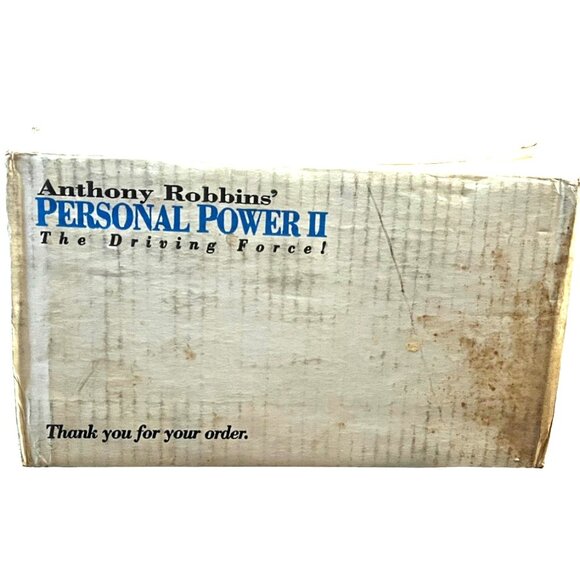 Anthony Robbins'
PERSONAL POWER II
The Driving Force!
Thank you for your order.